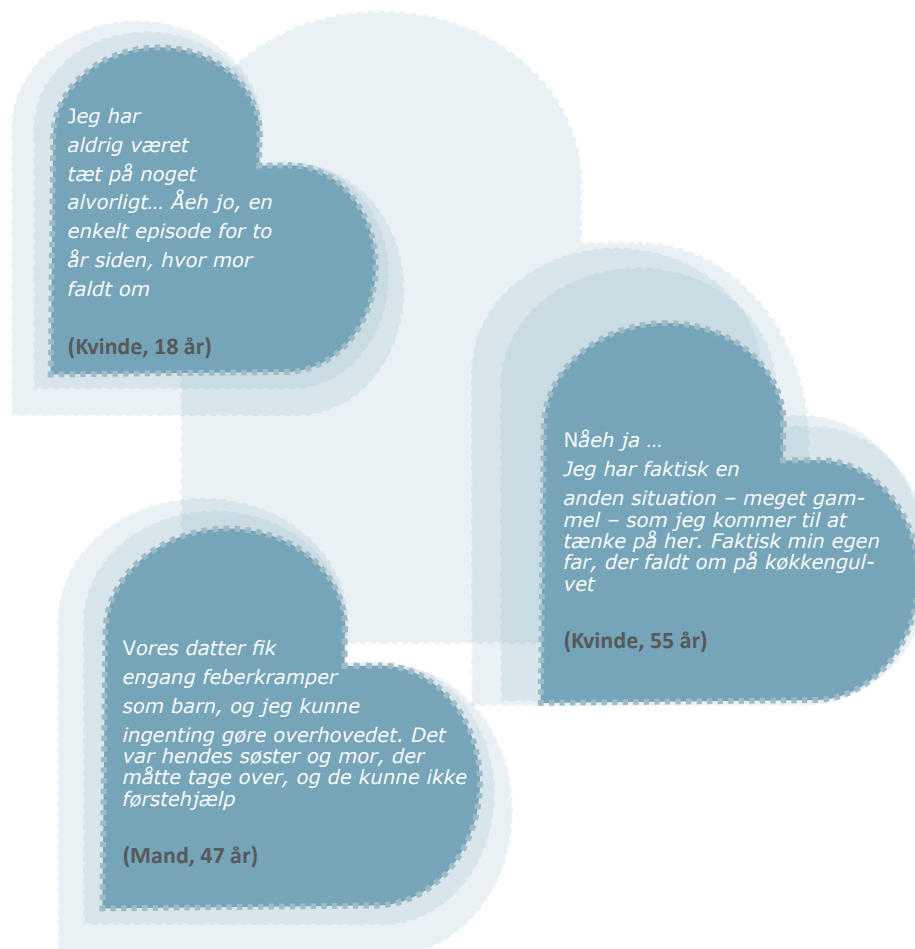 Jeg har
aldrig været
tæt på noget
alvorligt... Åeh jo, en
enkelt episode for to
år siden, hvor mor
faldt om
(Kvinde, 18 år)
Nåeh ja ...
Jeg har faktisk en
anden situation – meget gam-
mel – som jeg kommer til at
tænke på her. Faktisk min egen
far, der faldt om på køkkengul-
vet
(Kvinde, 55 år)
Vores datter fik
engang feberkramper
som barn, og jeg kunne
ingenting gøre overhovedet. Det
var hendes søster og mor, der
måtte tage over, og de kunne ikke
førstehjælp
(Mand, 47 år)